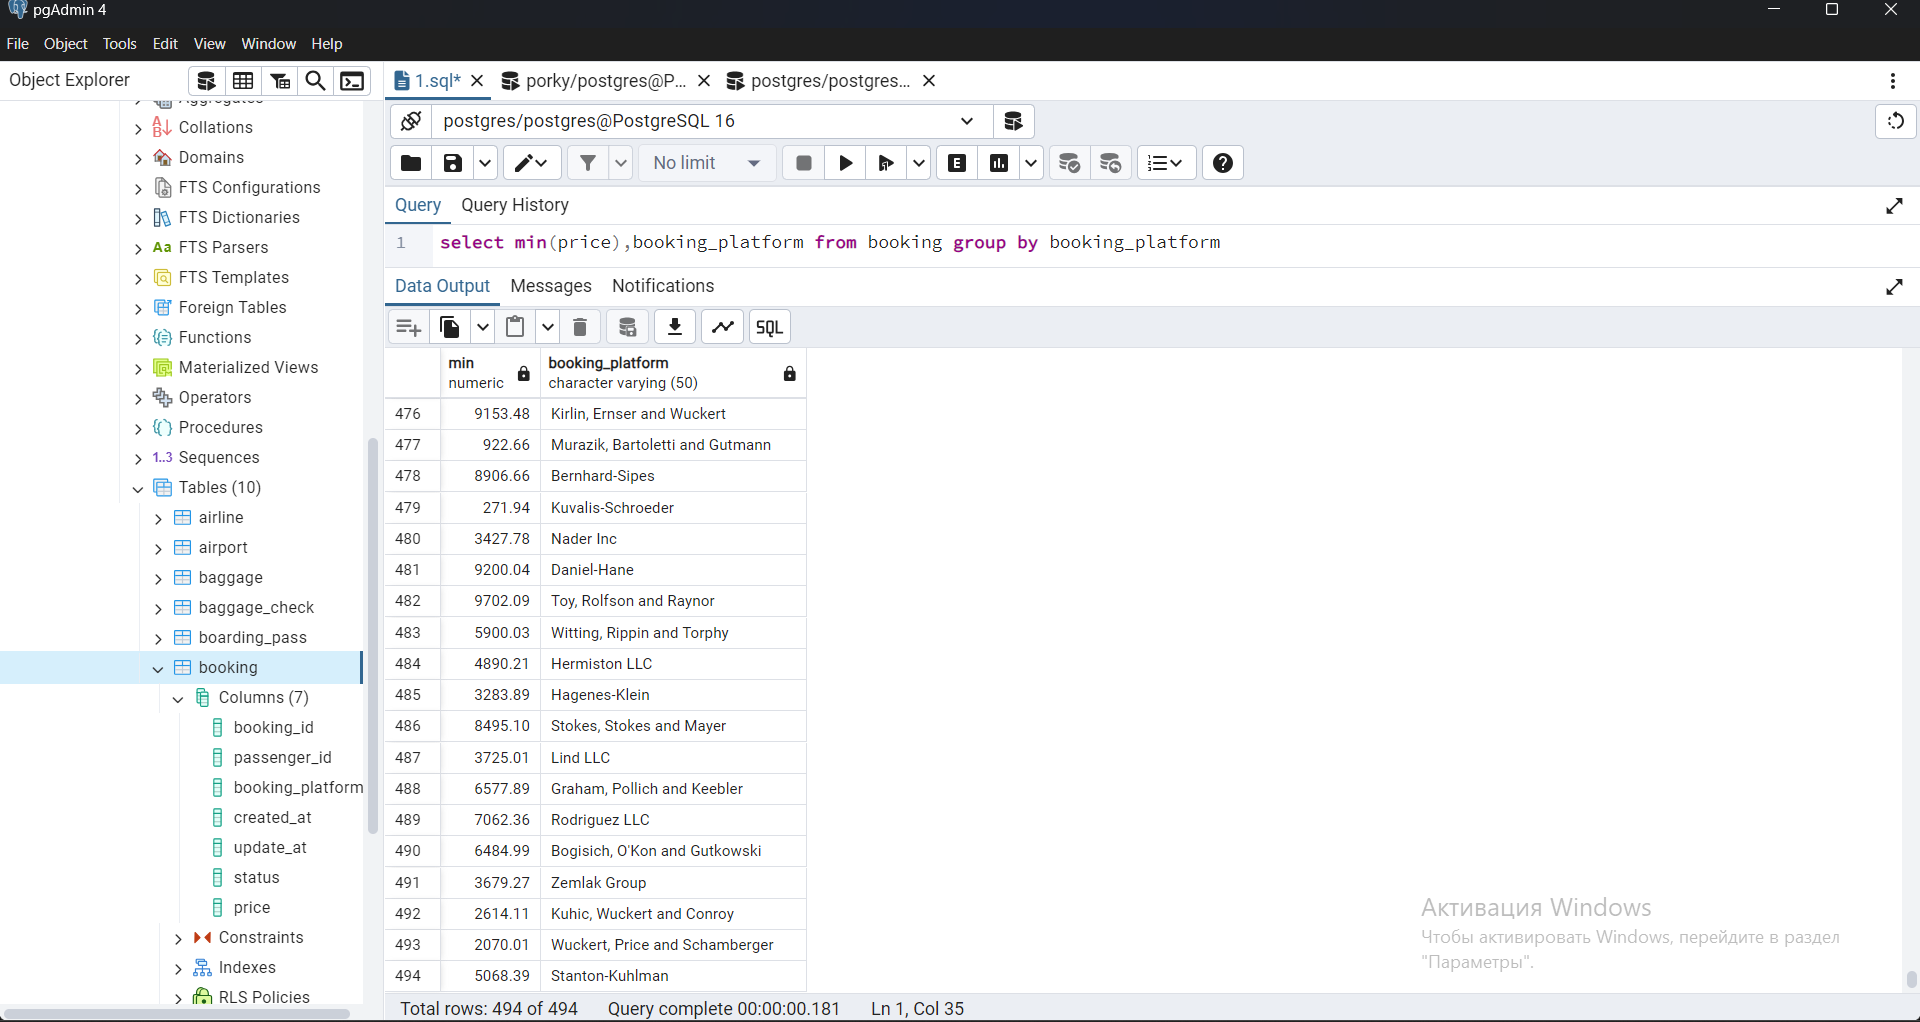 pgAdmin 4
File Object Tools Edit View Window Help
Object Explorer
1.sql* porky/postgres@P... postgres/postgres...
postgres/postgres@PostgreSQL 16
No limit
E
Query Query History
1 select min(price),booking_platform from booking group by booking_platform
Data Output Messages Notifications
SQL
Aggregates
Collations
Domains
FTS Configurations
FTS Dictionaries
Aa FTS Parsers
FTS Templates
Foreign Tables
Functions
Materialized Views
Operators
Procedures
1..3 Sequences
Tables (10)
airline
airport
baggage
baggage_check
boarding_pass
booking
Columns (7)
booking_id
passenger_id
booking_platform
created_at
update_at
status
price
Constraints
Indexes
RLS Policies
min booking_platform
numeric character varying (50)
476 9153.48 Kirlin, Ernser and Wuckert
477 922.66 Murazik, Bartoletti and Gutmann
478 8906.66 Bernhard-Sipes
479 271.94 Kuvalis-Schroeder
480 3427.78 Nader Inc
481 9200.04 Daniel-Hane
482 9702.09 Toy, Rolfson and Raynor
483 5900.03 Witting, Rippin and Torphy
484 4890.21 Hermiston LLC
485 3283.89 Hagenes-Klein
486 8495.10 Stokes, Stokes and Mayer
487 3725.01 Lind LLC
488 6577.89 Graham, Pollich and Keebler
489 7062.36 Rodriguez LLC
490 6484.99 Bogisich, O'Kon and Gutkowski
491 3679.27 Zemlak Group
492 2614.11 Kuhic, Wuckert and Conroy
493 2070.01 Wuckert, Price and Schamberger
494 5068.39 Stanton-Kuhlman
Активация Windows
Чтобы активировать Windows, перейдите в раздел
"Параметры".
Total rows: 494 of 494 Query complete 00:00:00.181 Ln 1, Col 35